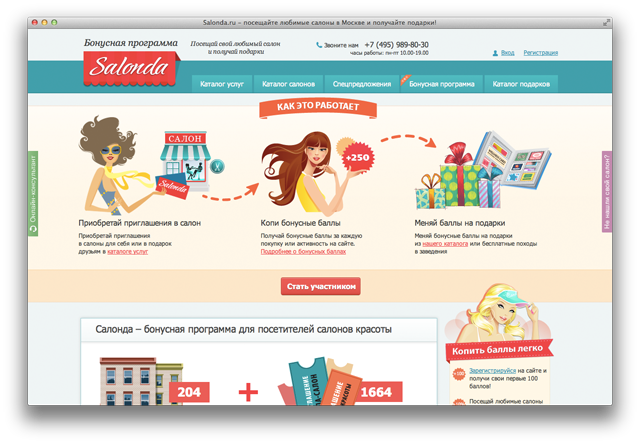 Salonda.ru – посещайте любимые салоны в Москве и получайте подарки!
Бонусная программа
Salonda
Посещай свой любимый салон
и получай подарки
Звоните нам +7 (495) 989-80-30
часы работы: пн-пт 10.00-19.00
Вход
Регистрация
Каталог услуг
Каталог салонов
Спецпредложения
Бонусная программа
Каталог подарков
КАК ЭТО РАБОТАЕТ
САЛОН
Salonda
+250
Онлайн-консультант
Не нашли свой салон?
Приобретай приглашения в салон
Приобретай приглашения
в салоны для себя или в подарок
друзьям в каталоге услуг
Копи бонусные баллы
Получай бонусные баллы за каждую
покупку или активность на сайте.
Подробнее о бонусных баллах
Меняй баллы на подарки
Меняй бонусные баллы на подарки
из нашего каталога или бесплатные походы
в заведения
Стать участником
Салонда – бонусная программа для посетителей салонов красоты
204
+
1664
Копить баллы легко
+100
Зарегистрируйся на сайте и
получи свои первые 100
баллов!
Посещай любимые салоны